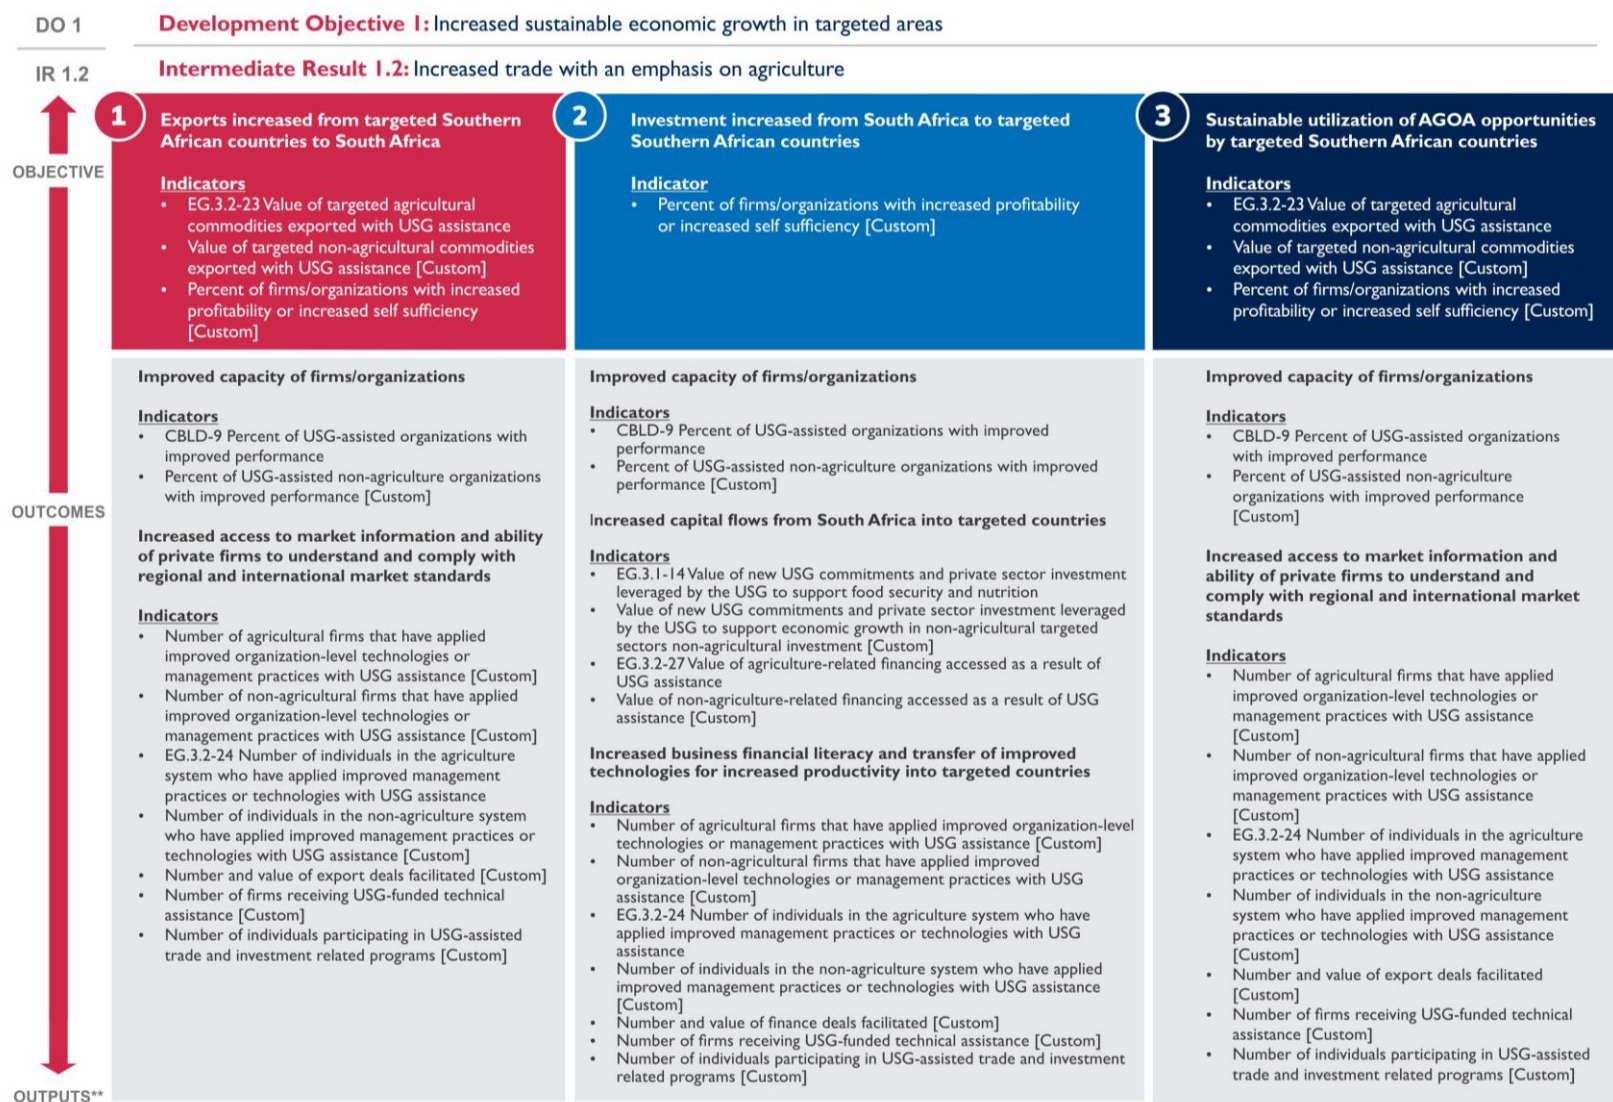 DO 1
Development Objective 1: Increased sustainable economic growth in targeted areas
IR 1.2
Intermediate Result 1.2: Increased trade with an emphasis on agriculture
OBJECTIVE
OUTCOMES
OUTPUTS**
1
Exports increased from targeted Southern
African countries to South Africa
Indicators
• EG.3.2-23 Value of targeted agricultural
commodities exported with USG assistance
• Value of targeted non-agricultural commodities
exported with USG assistance [Custom]
• Percent of firms/organizations with increased
profitability or increased self sufficiency
[Custom]
Improved capacity of firms/organizations
Indicators
• CBLD-9 Percent of USG-assisted organizations with
improved performance
• Percent of USG-assisted non-agriculture organizations
with improved performance [Custom]
Increased access to market information and ability
of private firms to understand and comply with
regional and international market standards
Indicators
• Number of agricultural firms that have applied
improved organization-level technologies or
management practices with USG assistance [Custom]
• Number of non-agricultural firms that have applied
improved organization-level technologies or
management practices with USG assistance [Custom]
• EG.3.2-24 Number of individuals in the agriculture
system who have applied improved management
practices or technologies with USG assistance
• Number of individuals in the non-agriculture system
who have applied improved management practices or
technologies with USG assistance [Custom]
• Number and value of export deals facilitated [Custom]
• Number of firms receiving USG-funded technical
assistance [Custom]
• Number of individuals participating in USG-assisted
trade and investment related programs [Custom]
2
Investment increased from South Africa to targeted
Southern African countries
Indicator
• Percent of firms/organizations with increased profitability
or increased self sufficiency [Custom]
Improved capacity of firms/organizations
Indicators
• CBLD-9 Percent of USG-assisted organizations with improved
performance
• Percent of USG-assisted non-agriculture organizations with improved
performance [Custom]
Increased capital flows from South Africa into targeted countries
Indicators
• EG.3.1-14 Value of new USG commitments and private sector investment
leveraged by the USG to support food security and nutrition
• Value of new USG commitments and private sector investment leveraged
by the USG to support economic growth in non-agricultural targeted
sectors non-agricultural investment [Custom]
• EG.3.2-27 Value of agriculture-related financing accessed as a result of
USG assistance
• Value of non-agriculture-related financing accessed as a result of USG
assistance [Custom]
Increased business financial literacy and transfer of improved
technologies for increased productivity into targeted countries
Indicators
• Number of agricultural firms that have applied improved organization-level
technologies or management practices with USG assistance [Custom]
• Number of non-agricultural firms that have applied improved
organization-level technologies or management practices with USG
assistance [Custom]
• EG.3.2-24 Number of individuals in the agriculture system who have
applied improved management practices or technologies with USG
assistance
• Number of individuals in the non-agriculture system who have applied
improved management practices or technologies with USG assistance
[Custom]
• Number and value of finance deals facilitated [Custom]
• Number of firms receiving USG-funded technical assistance [Custom]
• Number of individuals participating in USG-assisted trade and investment
related programs [Custom]
3
Sustainable utilization of AGOA opportunities
by targeted Southern African countries
Indicators
• EG.3.2-23 Value of targeted agricultural
commodities exported with USG assistance
• Value of targeted non-agricultural commodities
exported with USG assistance [Custom]
• Percent of firms/organizations with increased
profitability or increased self sufficiency [Custom]
Improved capacity of firms/organizations
Indicators
• CBLD-9 Percent of USG-assisted organizations
with improved performance
• Percent of USG-assisted non-agriculture
organizations with improved performance
[Custom]
Increased access to market information and
ability of private firms to understand and
comply with regional and international market
standards
Indicators
• Number of agricultural firms that have applied
improved organization-level technologies or
management practices with USG assistance
[Custom]
• Number of non-agricultural firms that have applied
improved organization-level technologies or
management practices with USG assistance
[Custom]
• EG.3.2-24 Number of individuals in the agriculture
system who have applied improved management
practices or technologies with USG assistance
• Number of individuals in the non-agriculture
system who have applied improved management
practices or technologies with USG assistance
[Custom]
• Number and value of export deals facilitated
[Custom]
• Number of firms receiving USG-funded technical
assistance [Custom]
• Number of individuals participating in USG-assisted
trade and investment related programs [Custom]